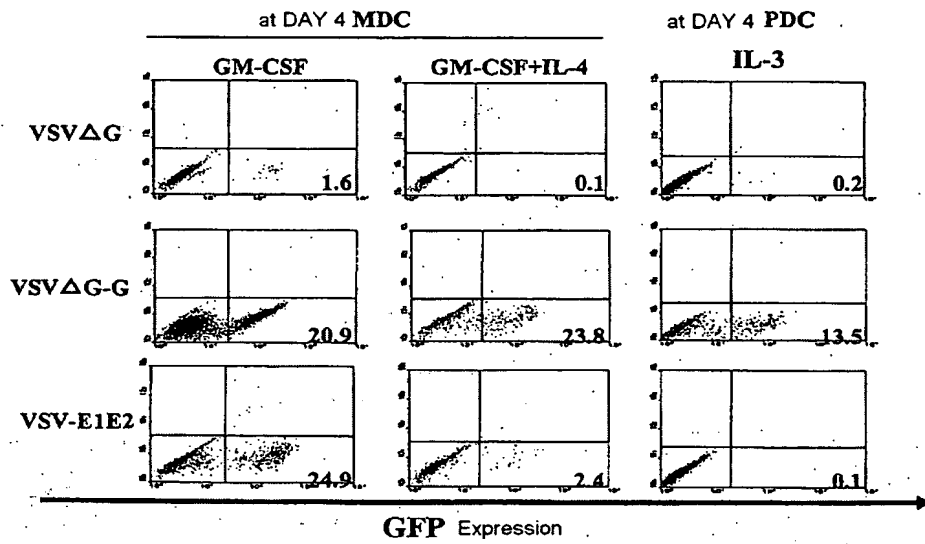 at DAY 4 MDC
at DAY 4 PDC
GM-CSF
GM-CSF+IL-4
IL-3
VSV△G
1.6
0.1
0.2
VSV△G-G
20.9
23.8
13.5
VSV-E1E2
24.9
2.4
0.1
GFP Expression